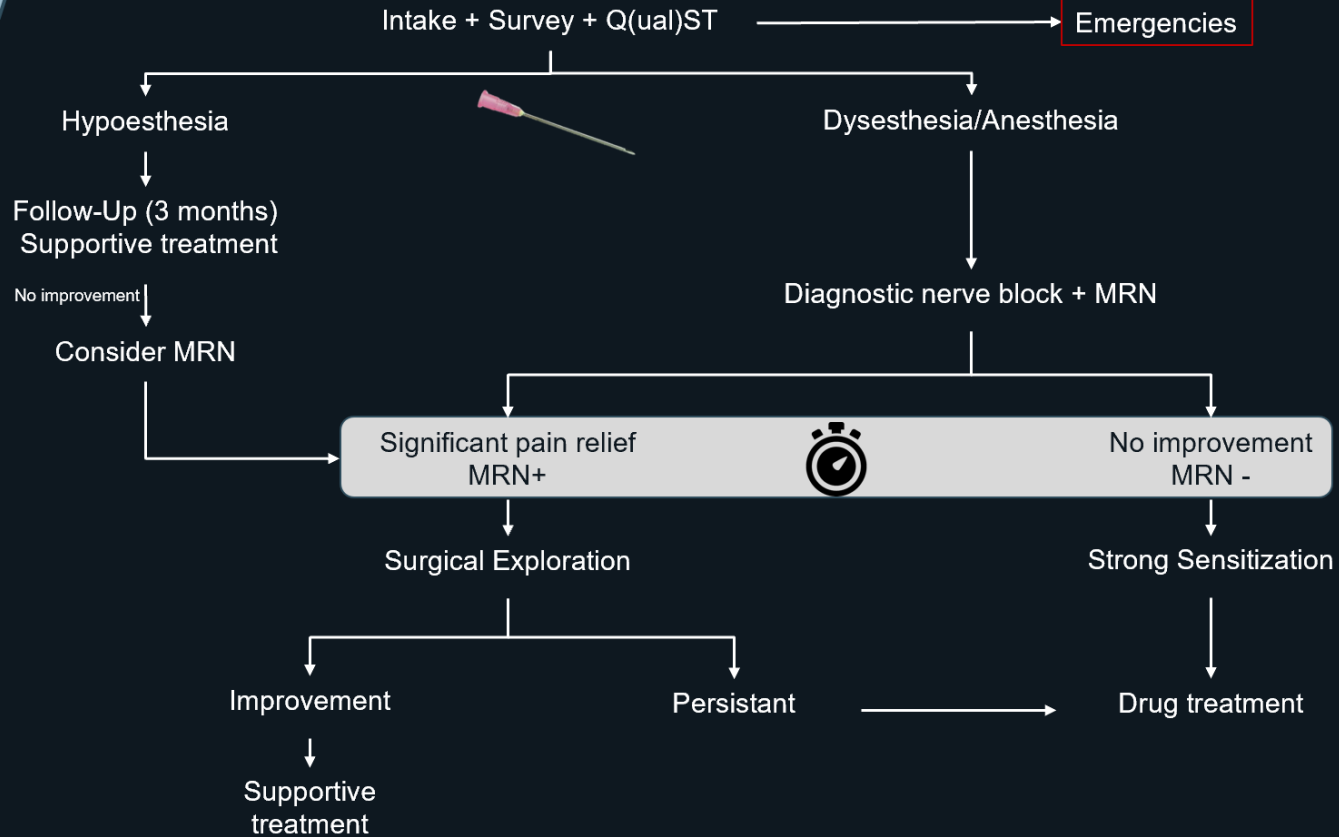 Intake + Survey + Q(ual)ST
Emergencies
Hypoesthesia
Dysesthesia/Anesthesia
Follow-Up (3 months)
Supportive treatment
Diagnostic nerve block + MRN
No improvement
Consider MRN
Significant pain relief
MRN+
No improvement
MRN -
Surgical Exploration
Strong Sensitization
Improvement
Persistant
Drug treatment
Supportive
treatment